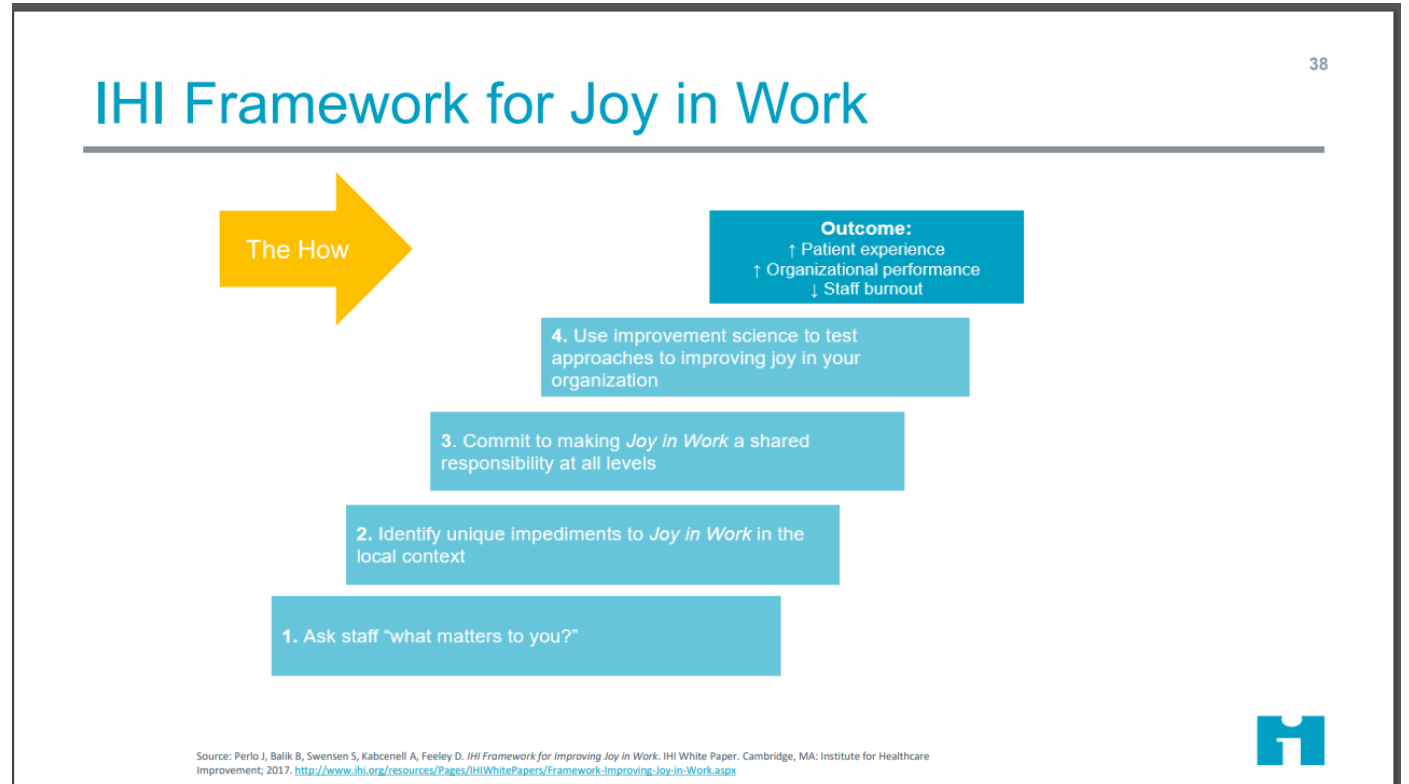 38
IHI Framework for Joy in Work
The How
Outcome:
↑ Patient experience
↑ Organizational performance
↓ Staff burnout
4. Use improvement science to test
approaches to improving joy in your
organization
3. Commit to making Joy in Work a shared
responsibility at all levels
2. Identify unique impediments to Joy in Work in the
local context
1. Ask staff “what matters to you?”
Source: Perlo J, Balik B, Swensen S, Kabcenell A, Feeley D. IHI Framework for Improving Joy in Work. IHI White Paper. Cambridge, MA: Institute for Healthcare
Improvement; 2017. http://www.ihi.org/resources/Pages/IHIWhitePapers/Framework-Improving-Joy-in-Work.aspx